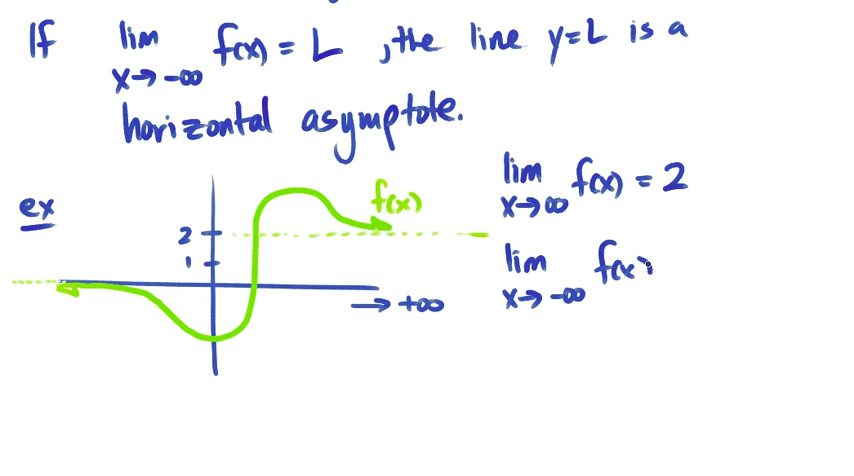 If lim f(x) = L , the line y=L is a
x→ -∞
horizontal asymptote.
lim f(x) = 2
x→∞
ex
f(x)
2
1
lim f(x)
x→ -∞
→ +∞